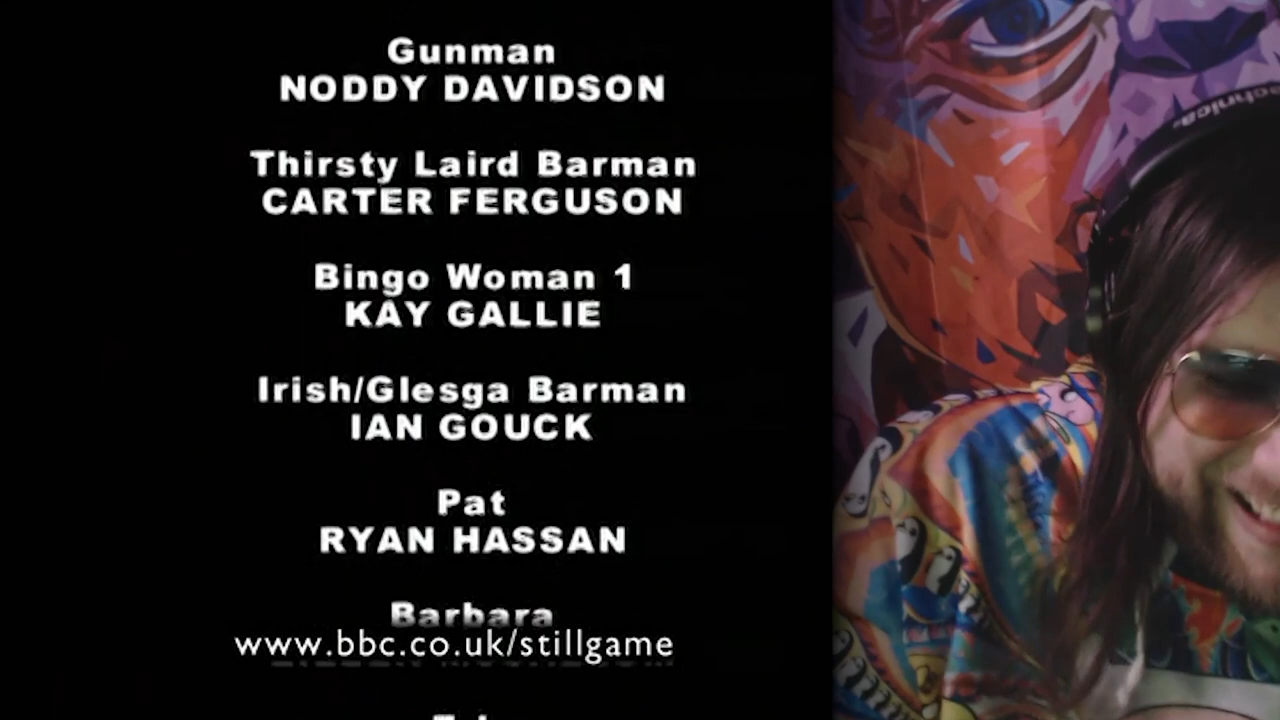 Gunman
NODDY DAVIDSON
Thirsty Laird Barman
CARTER FERGUSON
Bingo Woman 1
KAY GALLIE
Irish/Glesga Barman
IAN GOUCK
Pat
RYAN HASSAN
Barbara
www.bbc.co.uk/stillgame